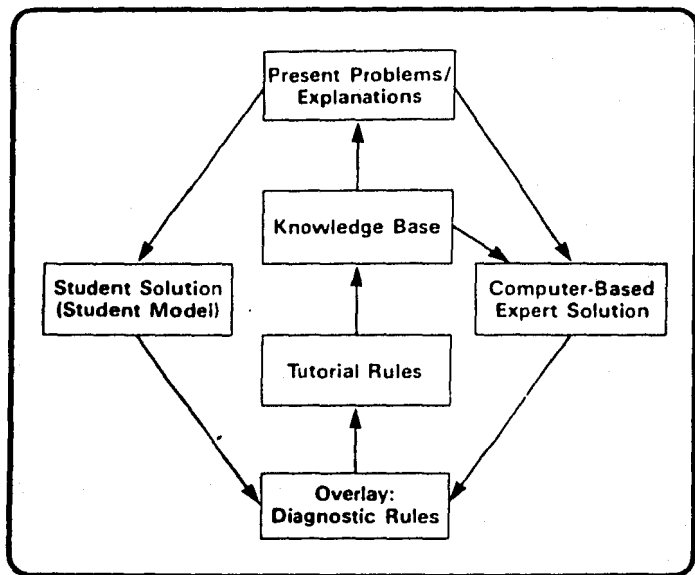 Present Problems/
Explanations
Knowledge Base
Student Solution
(Student Model)
Computer-Based
Expert Solution
Tutorial Rules
Overlay:
Diagnostic Rules